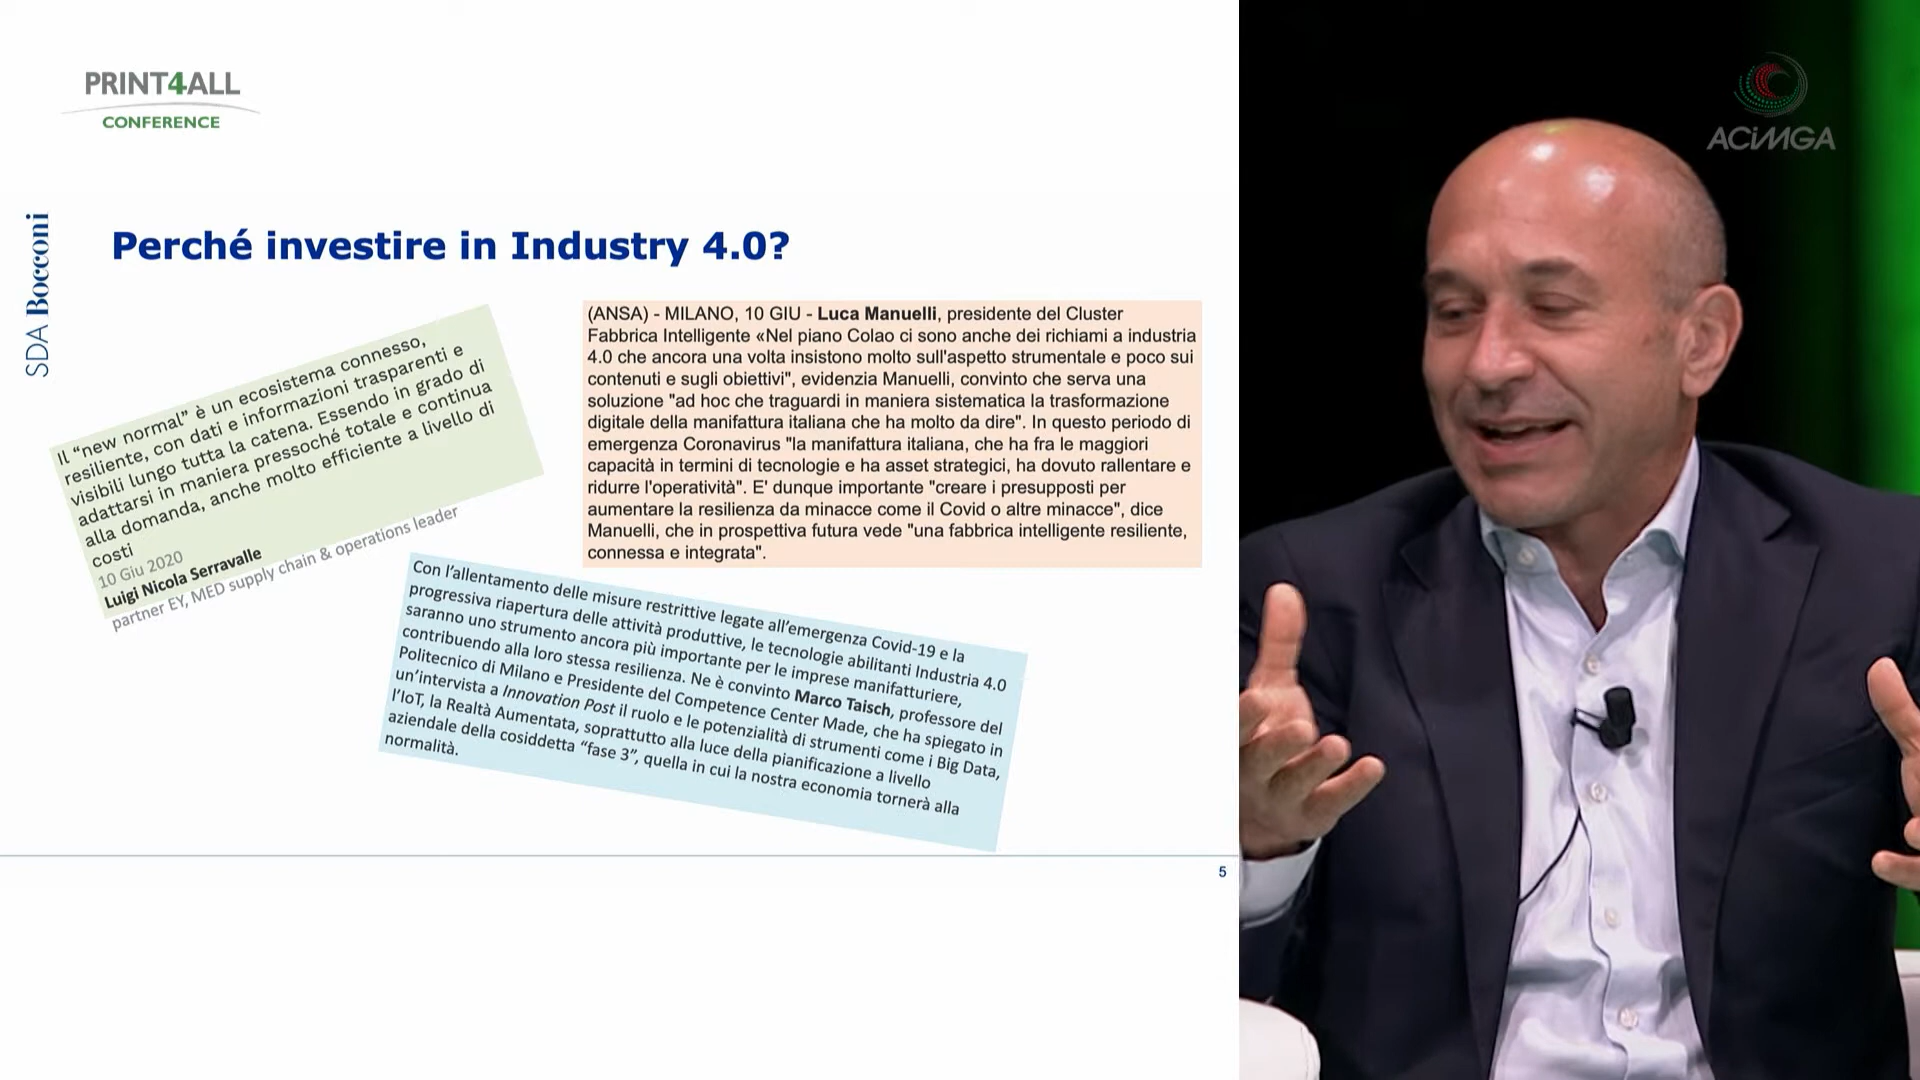 PRINT4ALL
CONFERENCE
ACIMGA
SDA Bocconi
Perché investire in Industry 4.0?
Il “new normal” è un ecosistema connesso,
resiliente, con dati e informazioni trasparenti e
visibili lungo tutta la catena. Essendo in grado di
adattarsi in maniera pressoché totale e continua
alla domanda, anche molto efficiente a livello di
costi
10 Giu 2020
Luigi Nicola Serravalle
partner EY, MED supply chain & operations leader
(ANSA) - MILANO, 10 GIU - Luca Manuelli, presidente del Cluster
Fabbrica Intelligente «Nel piano Colao ci sono anche dei richiami a industria
4.0 che ancora una volta insistono molto sull'aspetto strumentale e poco sui
contenuti e sugli obiettivi", evidenzia Manuelli, convinto che serva una
soluzione "ad hoc che traguardi in maniera sistematica la trasformazione
digitale della manifattura italiana che ha molto da dire". In questo periodo di
emergenza Coronavirus "la manifattura italiana, che ha fra le maggiori
capacità in termini di tecnologie e ha asset strategici, ha dovuto rallentare e
ridurre l'operatività". E' dunque importante "creare i presupposti per
aumentare la resilienza da minacce come il Covid o altre minacce", dice
Manuelli, che in prospettiva futura vede "una fabbrica intelligente resiliente,
connessa e integrata".
Con l’allentamento delle misure restrittive legate all’emergenza Covid-19 e la
progressiva riapertura delle attività produttive, le tecnologie abilitanti Industria 4.0
saranno uno strumento ancora più importante per le imprese manifatturiere,
contribuendo alla loro stessa resilienza. Ne è convinto Marco Taisch, professore del
Politecnico di Milano e Presidente del Competence Center Made, che ha spiegato in
un’intervista a Innovation Post il ruolo e le potenzialità di strumenti come i Big Data,
l’IoT, la Realtà Aumentata, soprattutto alla luce della pianificazione a livello
aziendale della cosiddetta “fase 3”, quella in cui la nostra economia tornerà alla
normalità.
5